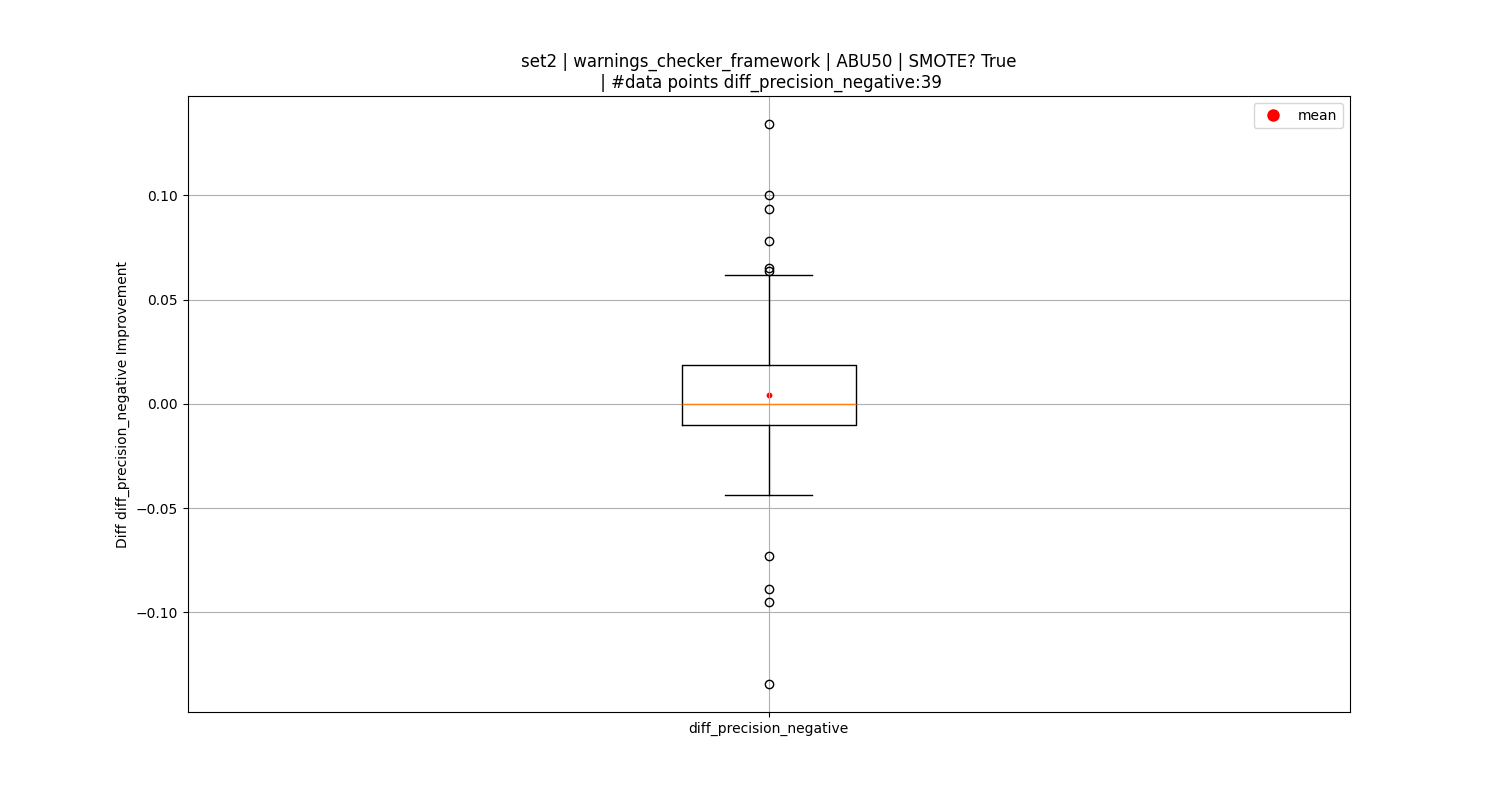 set2 | warnings_checker_framework | ABU50 | SMOTE? True
| #data points diff_precision_negative:39
mean
0.10
0.05
0.00
−0.05
−0.10
Diff diff_precision_negative Improvement
diff_precision_negative